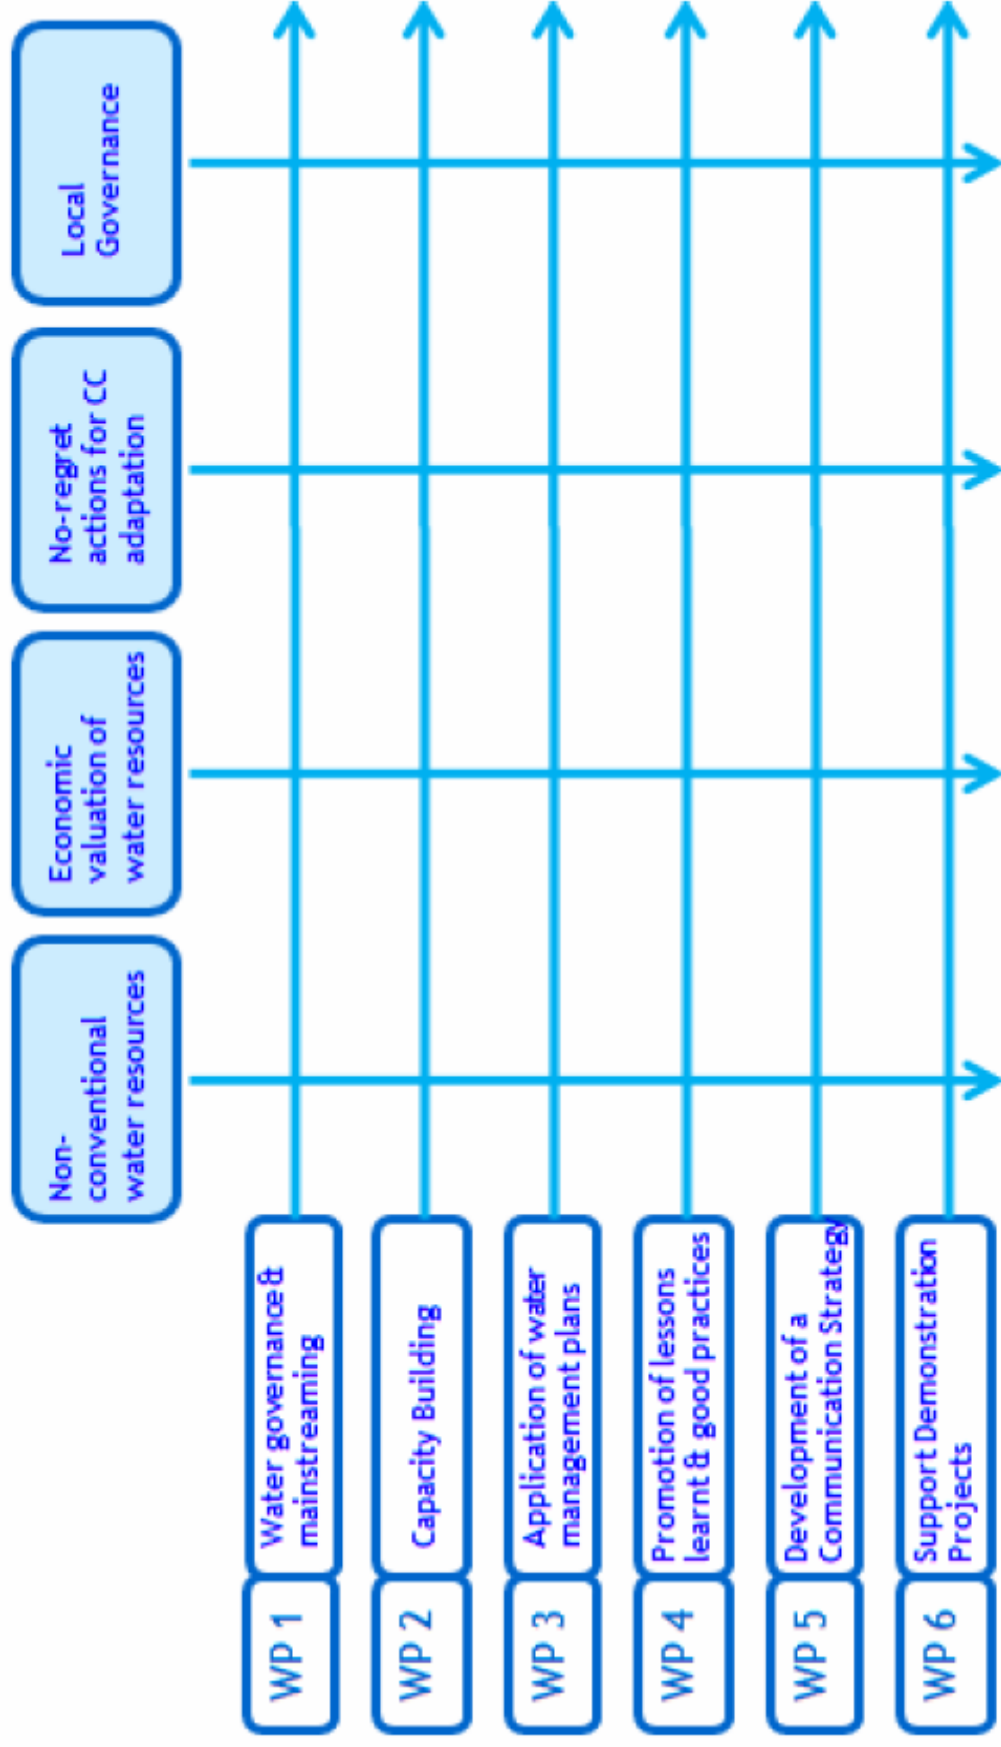 Non-
conventional
water resources
Economic
valuation of
water resources
No-regret
actions for CC
adaptation
Local
Governance
WP 1
Water governance &
mainstreaming
WP 2
Capacity Building
WP 3
Application of water
management plans
WP 4
Promotion of lessons
learnt & good practices
WP 5
Development of a
Communication Strategy
WP 6
Support Demonstration
Projects